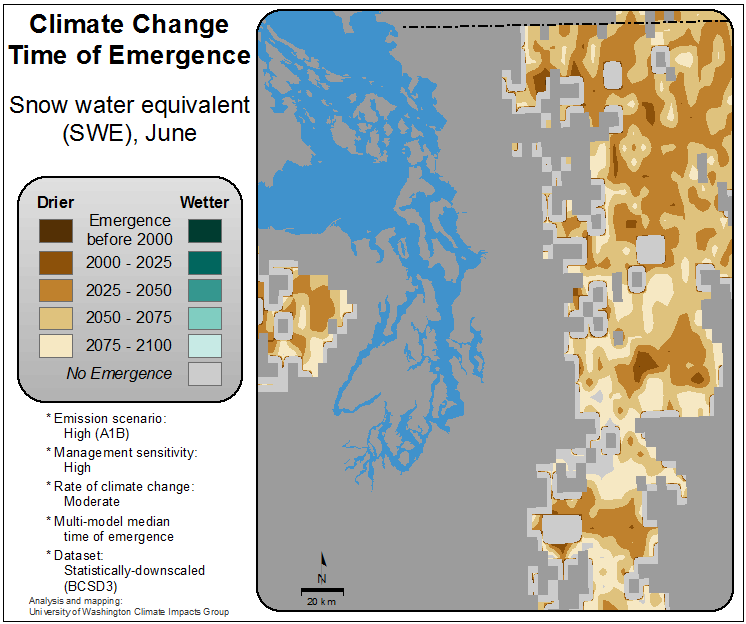 Climate Change
Time of Emergence
Snow water equivalent
(SWE), June
Drier Wetter
Emergence
before 2000
2000 - 2025
2025 - 2050
2050 - 2075
2075 - 2100
No Emergence
* Emission scenario:
High (A1B)
* Management sensitivity:
High
* Rate of climate change:
Moderate
* Multi-model median
time of emergence
* Dataset:
Statistically-downscaled
(BCSD3)
Analysis and mapping:
University of Washington Climate Impacts Group
N
20 km